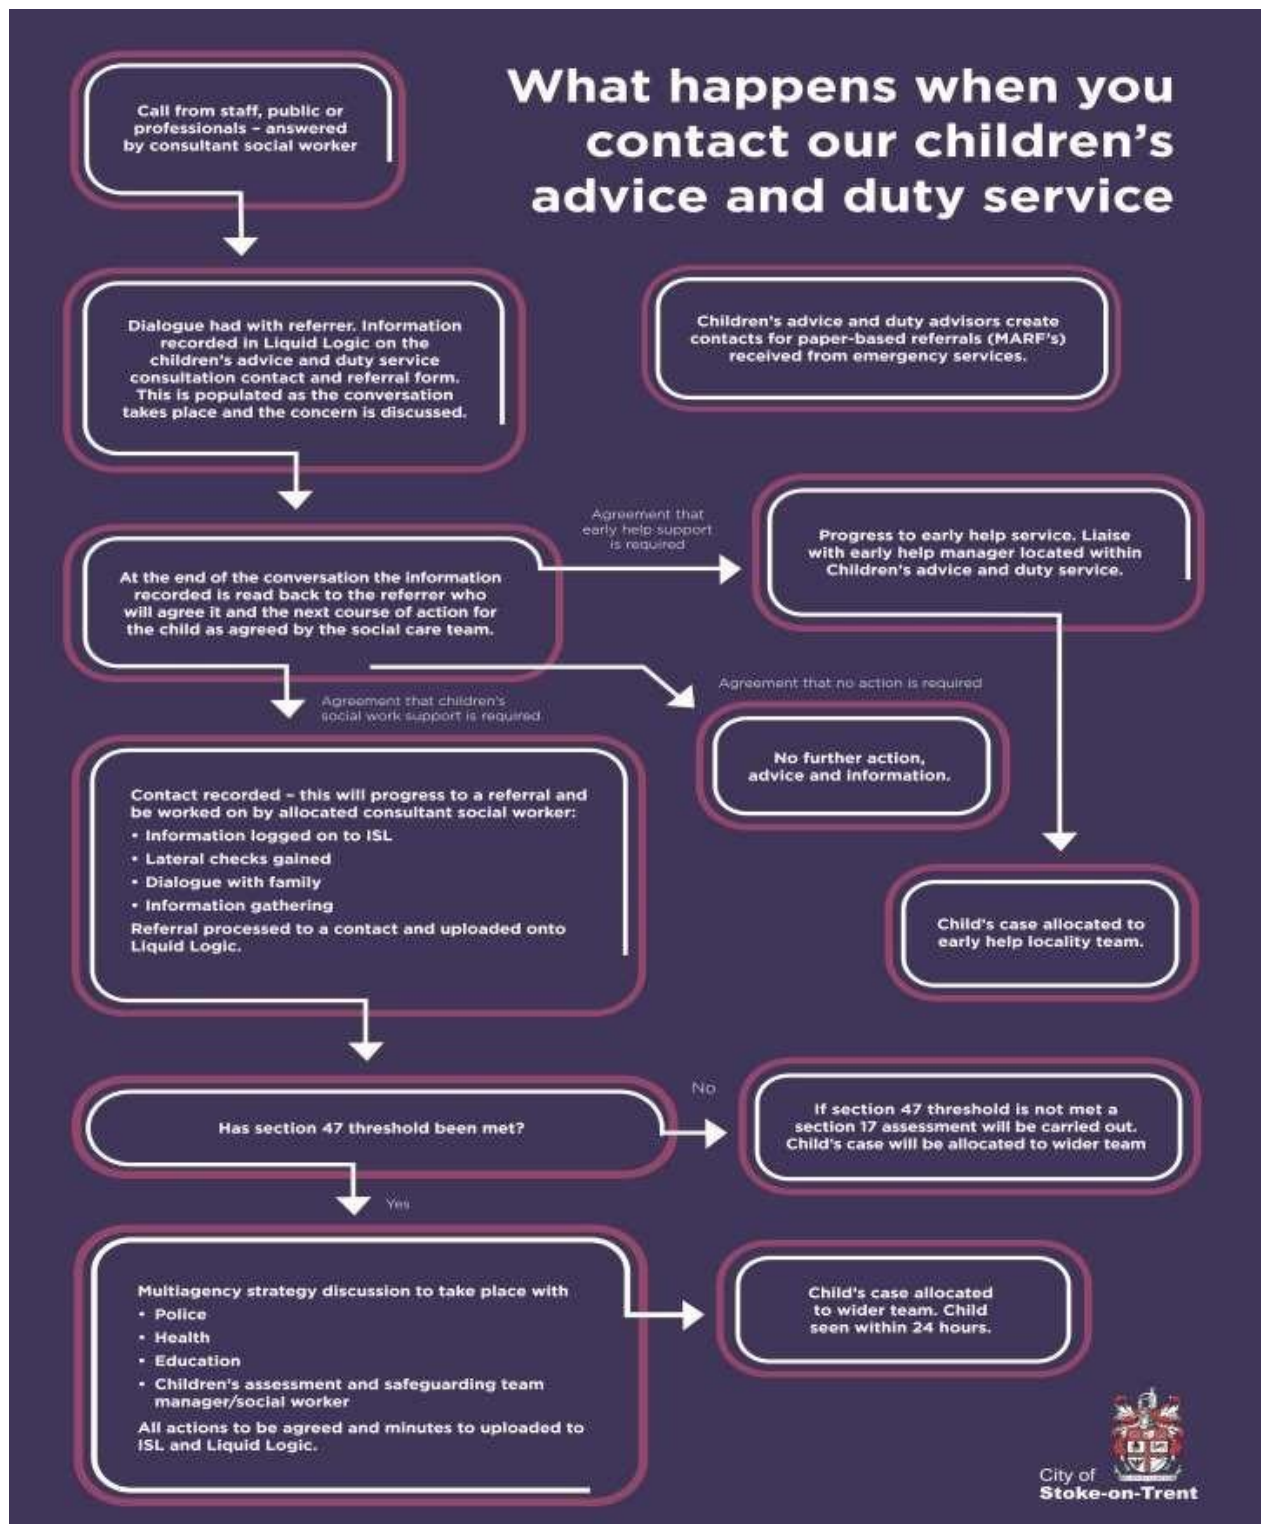 What happens when you
contact our children's
advice and duty service
Call from staff, public or
professionals – answered
by consultant social worker
Dialogue had with referrer. Information
recorded in Liquid Logic on the
children's advice and duty service
consultation contact and referral form.
This is populated as the conversation
takes place and the concern is discussed.
Children's advice and duty advisors create
contacts for paper-based referrals (MARF's)
received from emergency services.
At the end of the conversation the information
recorded is read back to the referrer who
will agree it and the next course of action for
the child as agreed by the social care team.
Agreement that
early help support
is required
Progress to early help service. Liaise
with early help manager located within
Children's advice and duty service.
Agreement that no action is required
No further action,
advice and information.
Agreement that children's
social work support is required
Contact recorded – this will progress to a referral and
be worked on by allocated consultant social worker:
• Information logged on to ISL
• Lateral checks gained
• Dialogue with family
• Information gathering
Referral processed to a contact and uploaded onto
Liquid Logic.
Child's case allocated to
early help locality team.
Has section 47 threshold been met?
No
If section 47 threshold is not met a
section 17 assessment will be carried out.
Child's case will be allocated to wider team
Yes
Multiagency strategy discussion to take place with
• Police
• Health
• Education
• Children's assessment and safeguarding team
manager/social worker
All actions to be agreed and minutes to uploaded to
ISL and Liquid Logic.
Child's case allocated
to wider team. Child
seen within 24 hours.
City of
Stoke-on-Trent